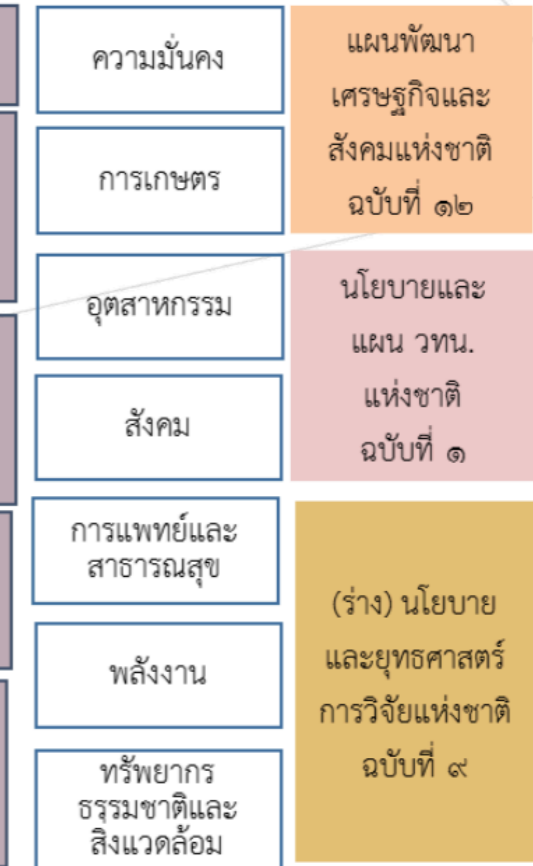 ความมั่นคง
การเกษตร
อุตสาหกรรม
สังคม
การแพทย์และ
สาธารณสุข
พลังงาน
ทรัพยากร
ธรรมชาติและ
สิ่งแวดล้อม
แผนพัฒนา
เศรษฐกิจและ
สังคมแห่งชาติ
ฉบับที่ ๑๒
นโยบายและ
แผน วทน.
แห่งชาติ
ฉบับที่ ๑
(ร่าง) นโยบาย
และยุทธศาสตร์
การวิจัยแห่งชาติ
ฉบับที่ ๙